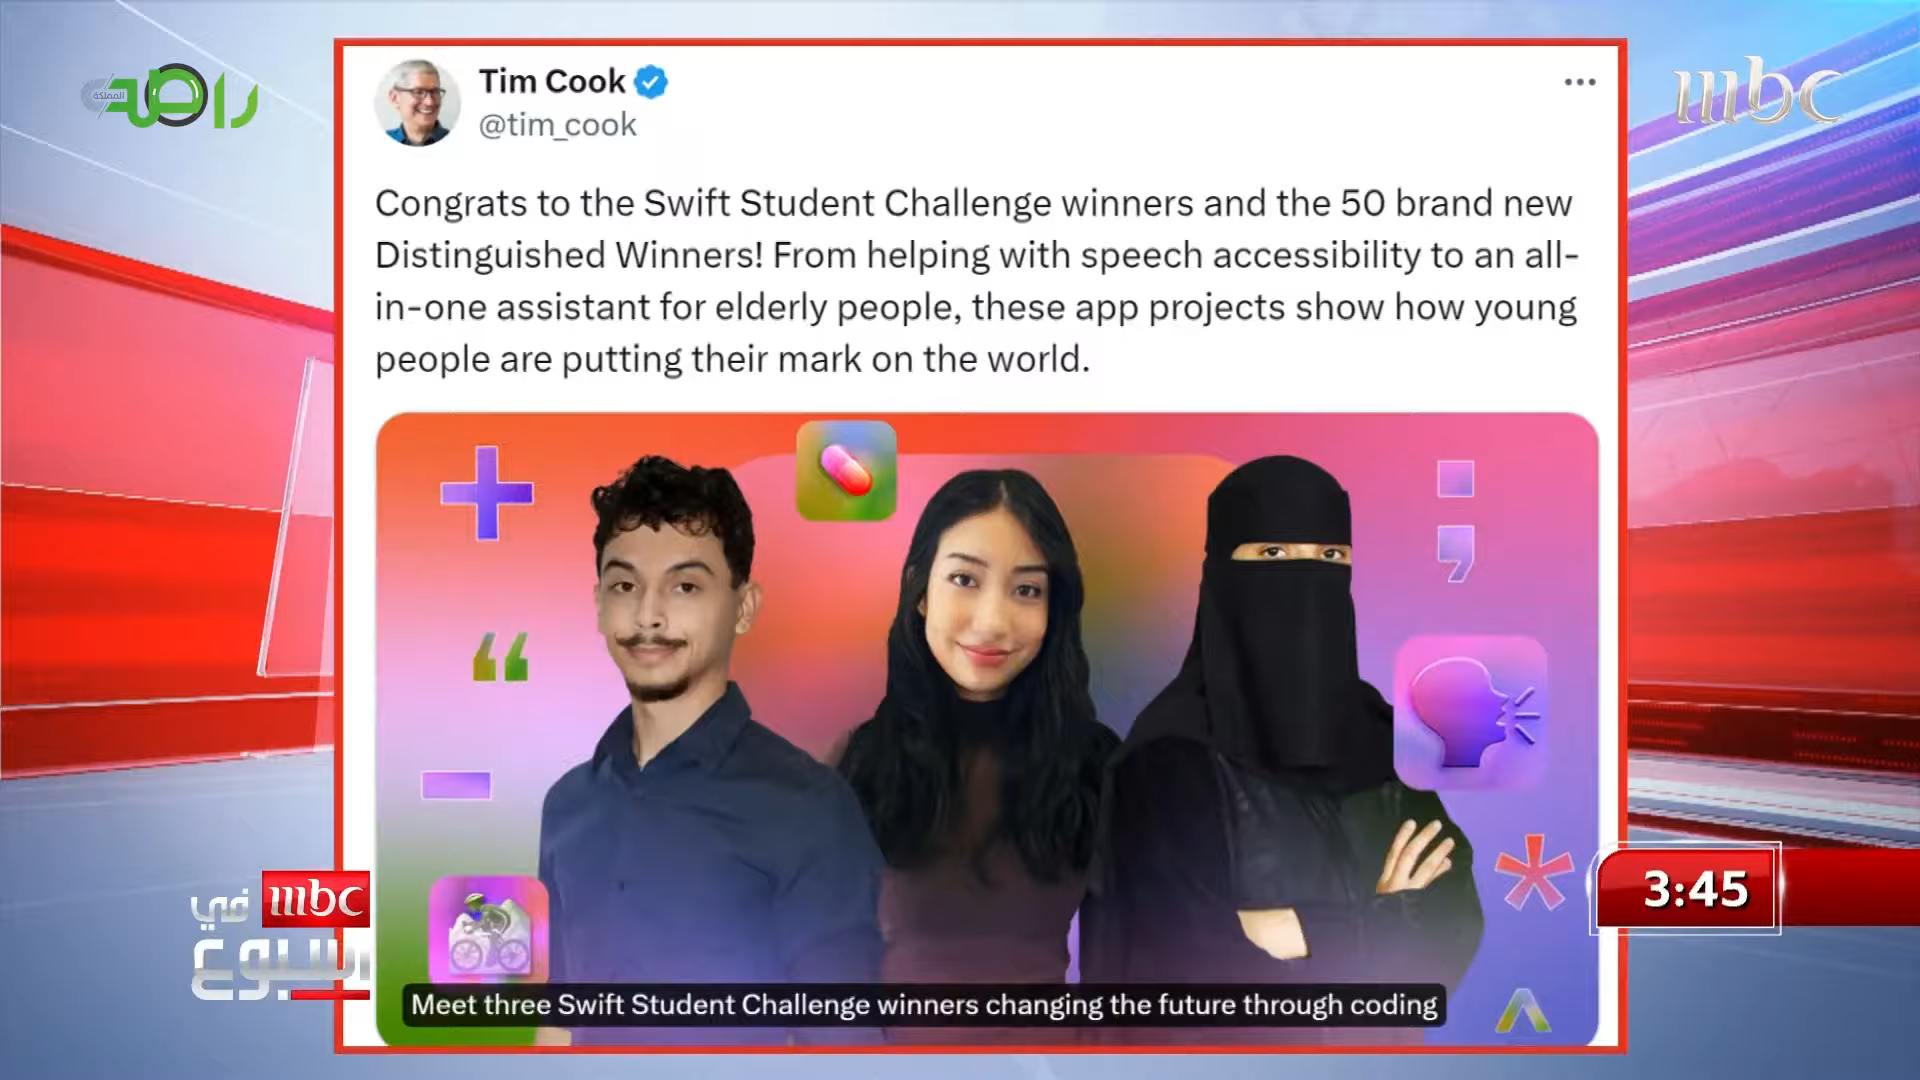 راصد
المملكة
mbc
Tim Cook
@tim_cook
Congrats to the Swift Student Challenge winners and the 50 brand new
Distinguished Winners! From helping with speech accessibility to an all-
in-one assistant for elderly people, these app projects show how young
people are putting their mark on the world.
Meet three Swift Student Challenge winners changing the future through coding
mbc في
أسبوع
3:45